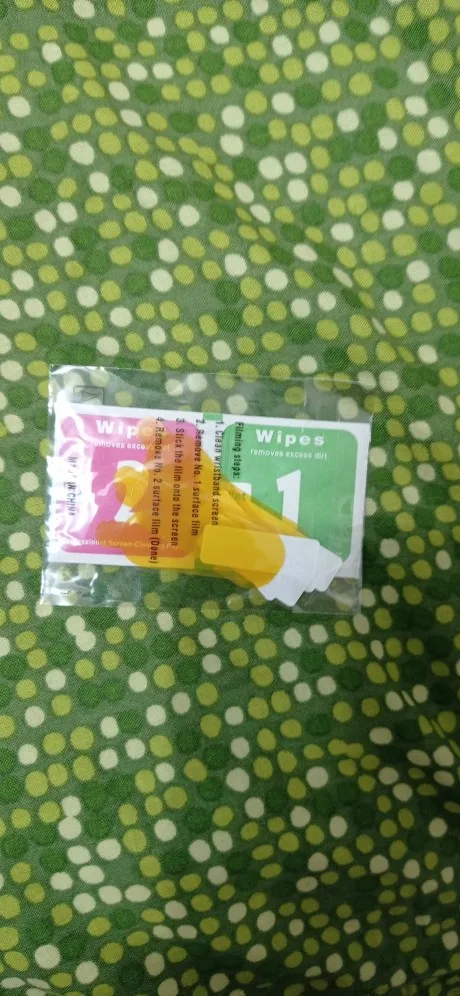 Wipes
removes exce
2
MADE IN CHINA
Filming steps:
1. Clean wristband screen
2. Remove No. 1 surface film
3. Stick the film onto the screen
4. Remove No. 2 surface film (Done)
Wipes
removes excess dirt
1